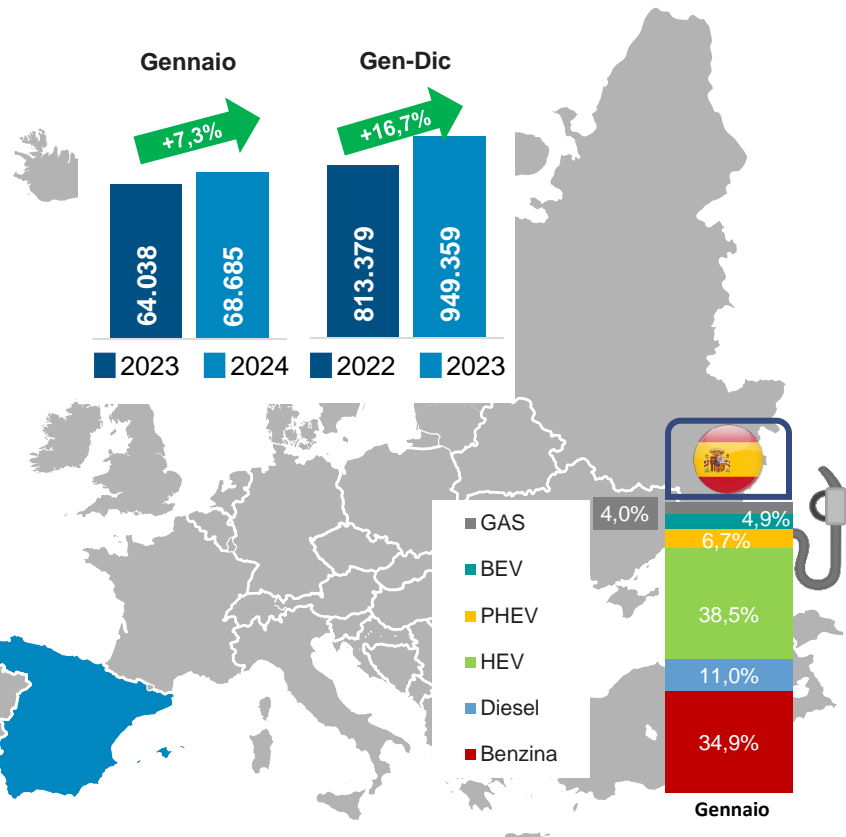 Gennaio
Gen-Dic
+7,3%
+16,7%
64.038
68.685
813.379
949.359
2023
2024
2022
2023
GAS
BEV
PHEV
HEV
Diesel
Benzina
4,0%
4,9%
6,7%
38,5%
11,0%
34,9%
Gennaio